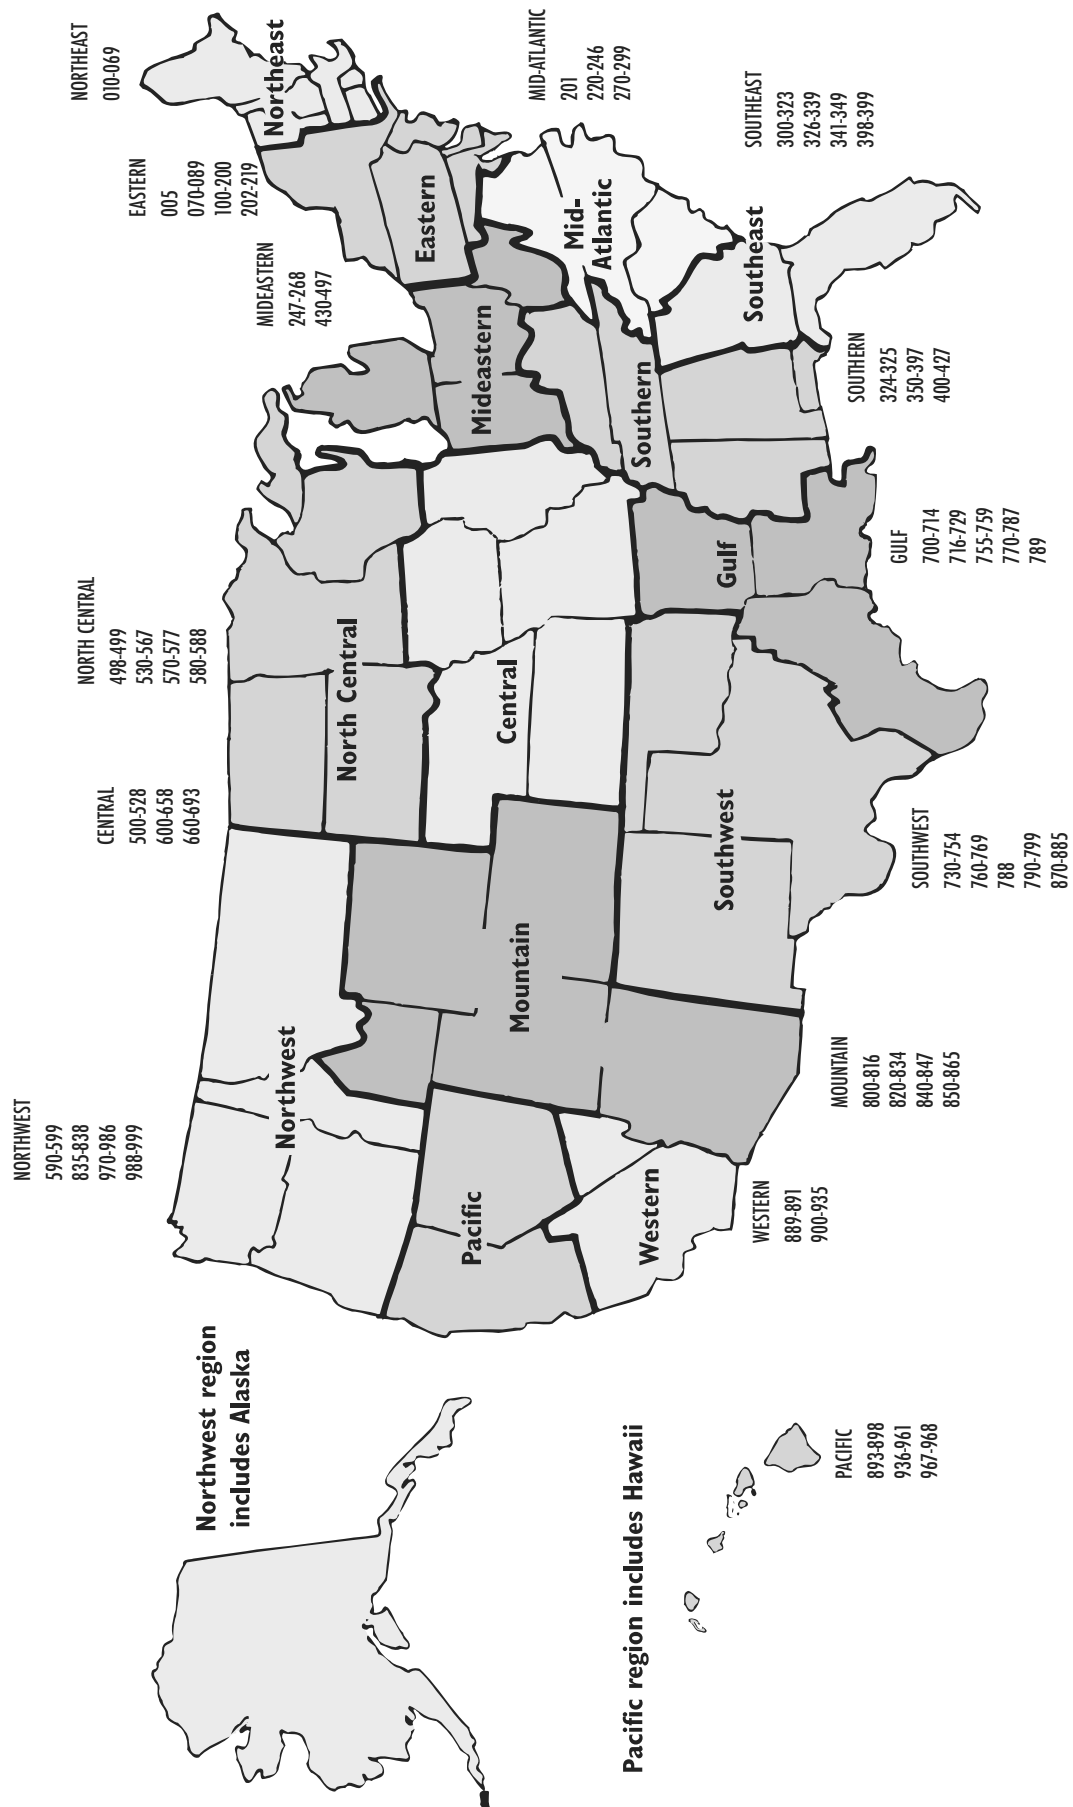 NORTHWEST
590-599
835-838
970-986
988-999
CENTRAL
500-528
600-658
660-693
NORTH CENTRAL
498-499
530-567
570-577
580-588
MIDEASTERN
247-268
430-497
EASTERN
005
070-089
100-200
202-219
NORTHEAST
010-069
Northwest region
includes Alaska
Northwest
North Central
Mideastern
Eastern
Northeast
Pacific
Mountain
Central
Mid-
Atlantic
Western
Southwest
Gulf
Southern
Southeast
MID-ATLANTIC
201
220-246
270-299
SOUTHEAST
300-323
326-339
341-349
398-399
SOUTHERN
324-325
350-397
400-427
GULF
700-714
716-729
755-759
770-787
789
SOUTHWEST
730-754
760-769
788
790-799
870-885
MOUNTAIN
800-816
820-834
840-847
850-865
WESTERN
889-891
900-935
Pacific region includes Hawaii
PACIFIC
893-898
936-961
967-968